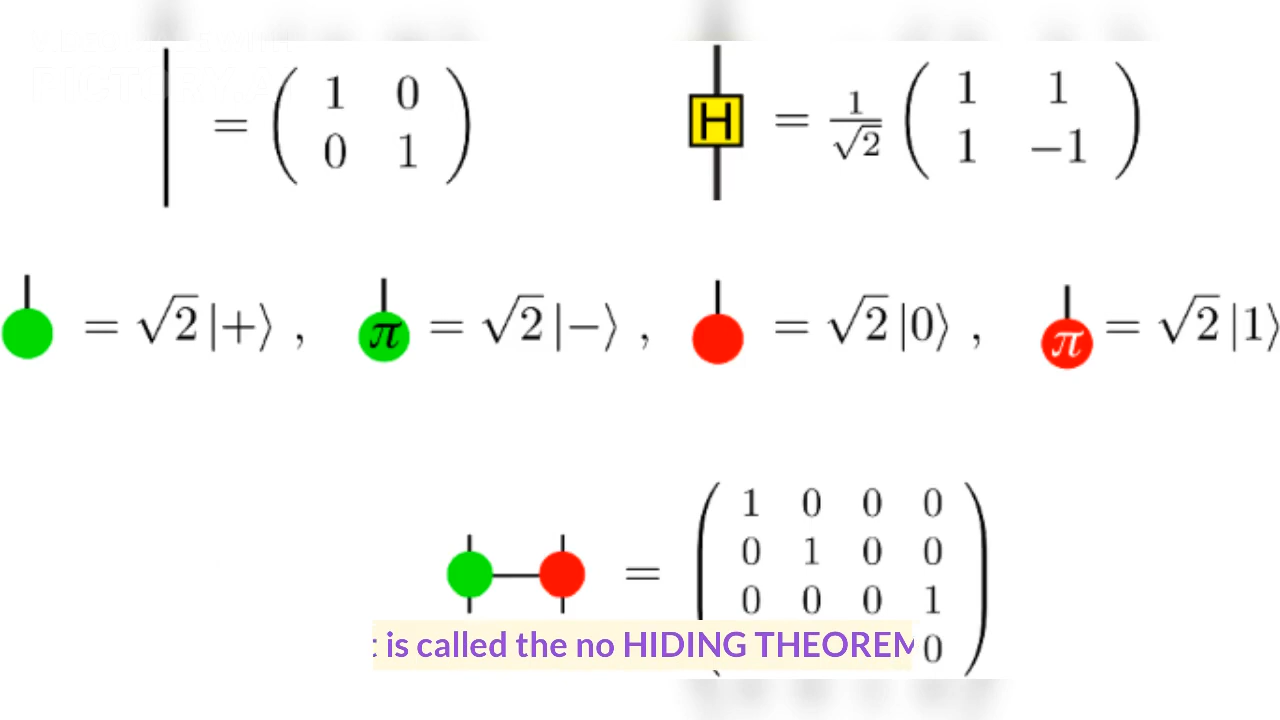 = ( 1 0
0 1 )
H = 1/√2 ( 1 1
1 −1 )
= √2 |+⟩ , π = √2 |−⟩ , = √2 |0⟩ , π = √2 |1⟩
= ( 1 0 0 0
0 1 0 0
0 0 0 1
0 )
is called the no HIDING THEOREM